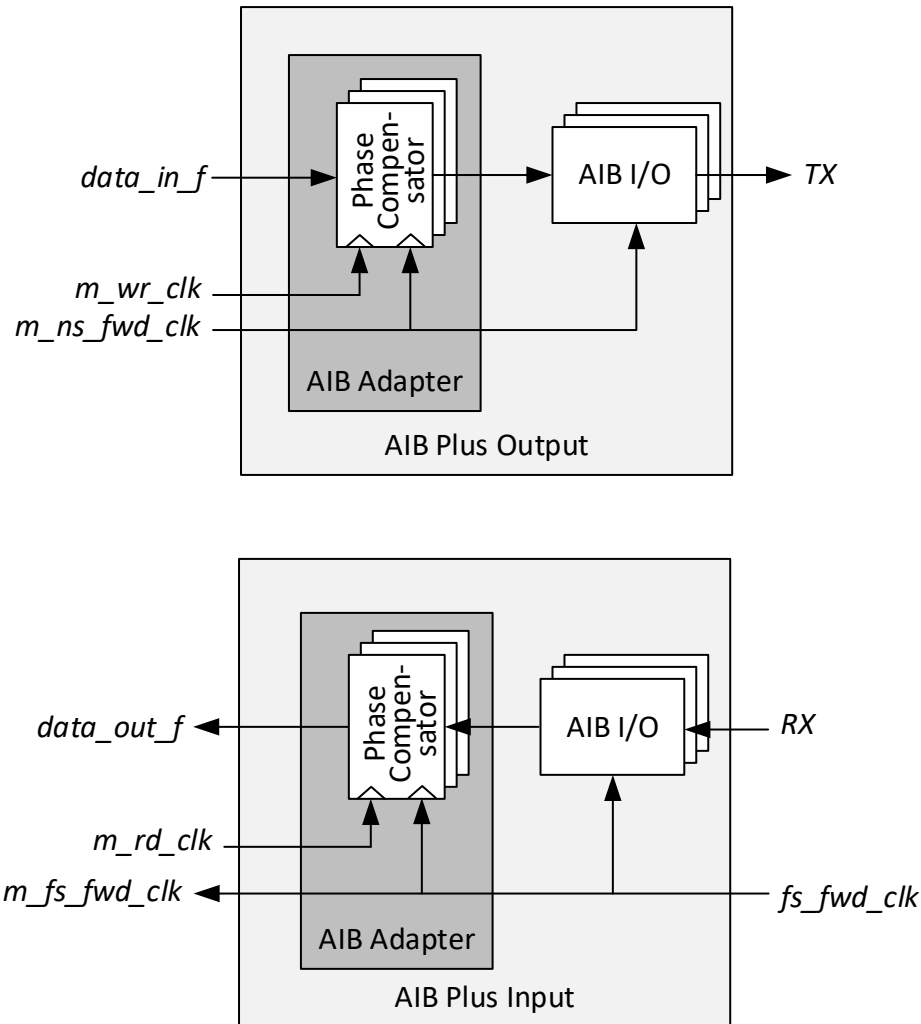 Phase
Compen-
sator
AIB I/O
data_in_f
TX
m_wr_clk
m_ns_fwd_clk
AIB Adapter
AIB Plus Output
Phase
Compen-
sator
AIB I/O
data_out_f
RX
m_rd_clk
m_fs_fwd_clk
fs_fwd_clk
AIB Adapter
AIB Plus Input